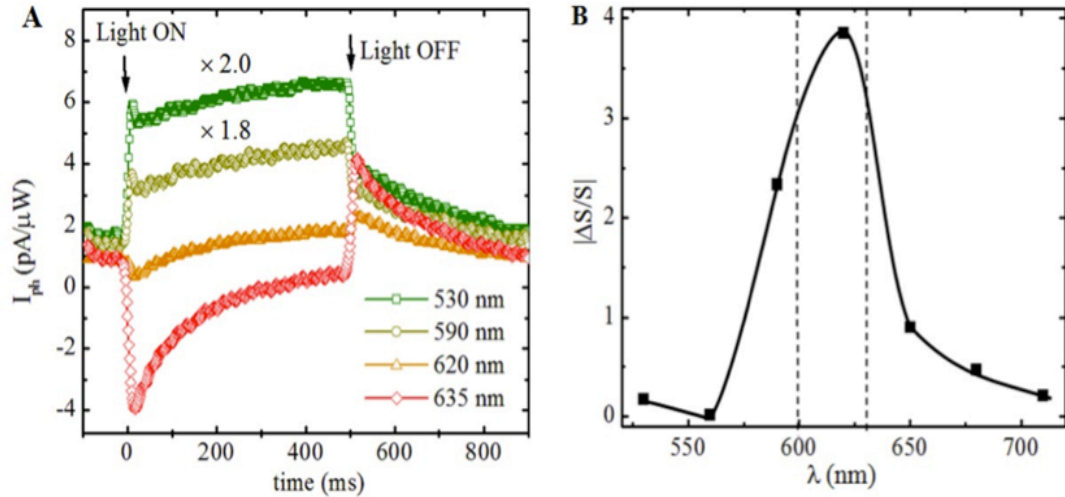 A
Light ON
× 2.0
Light OFF
× 1.8
8
6
4
2
0
-2
-4
I_ph (pA/μW)
530 nm
590 nm
620 nm
635 nm
0
200
400
600
800
time (ms)
B
4
3
2
1
0
|ΔS/S|
550
600
650
700
λ (nm)